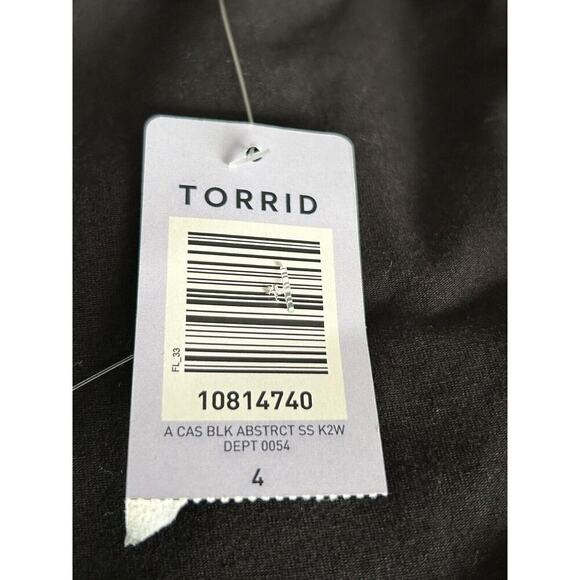 TORRID
FL_33
10814740
A CAS BLK ABSTRCT SS K2W
DEPT 0054
4